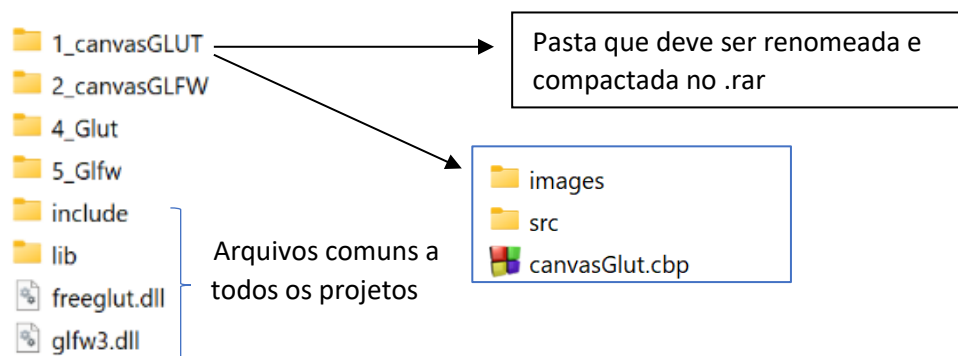 1_canvasGLUT
2_canvasGLFW
4_Glut
5_Glfw
include
lib
freeglut.dll
glfw3.dll
Arquivos comuns a
todos os projetos
Pasta que deve ser renomeada e
compactada no .rar
images
src
canvasGlut.cbp